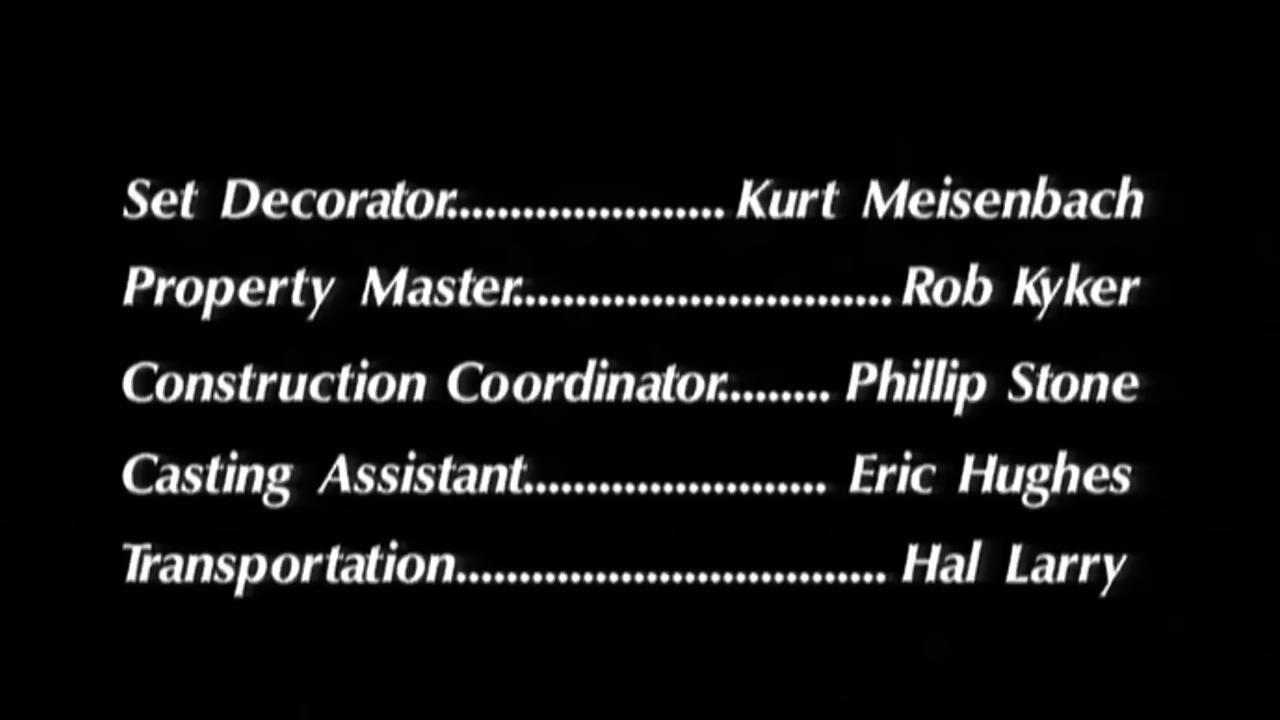 Set Decorator..................... Kurt Meisenbach
Property Master............................. Rob Kyker
Construction Coordinator......... Phillip Stone
Casting Assistant........................ Eric Hughes
Transportation.................................. Hal Larry